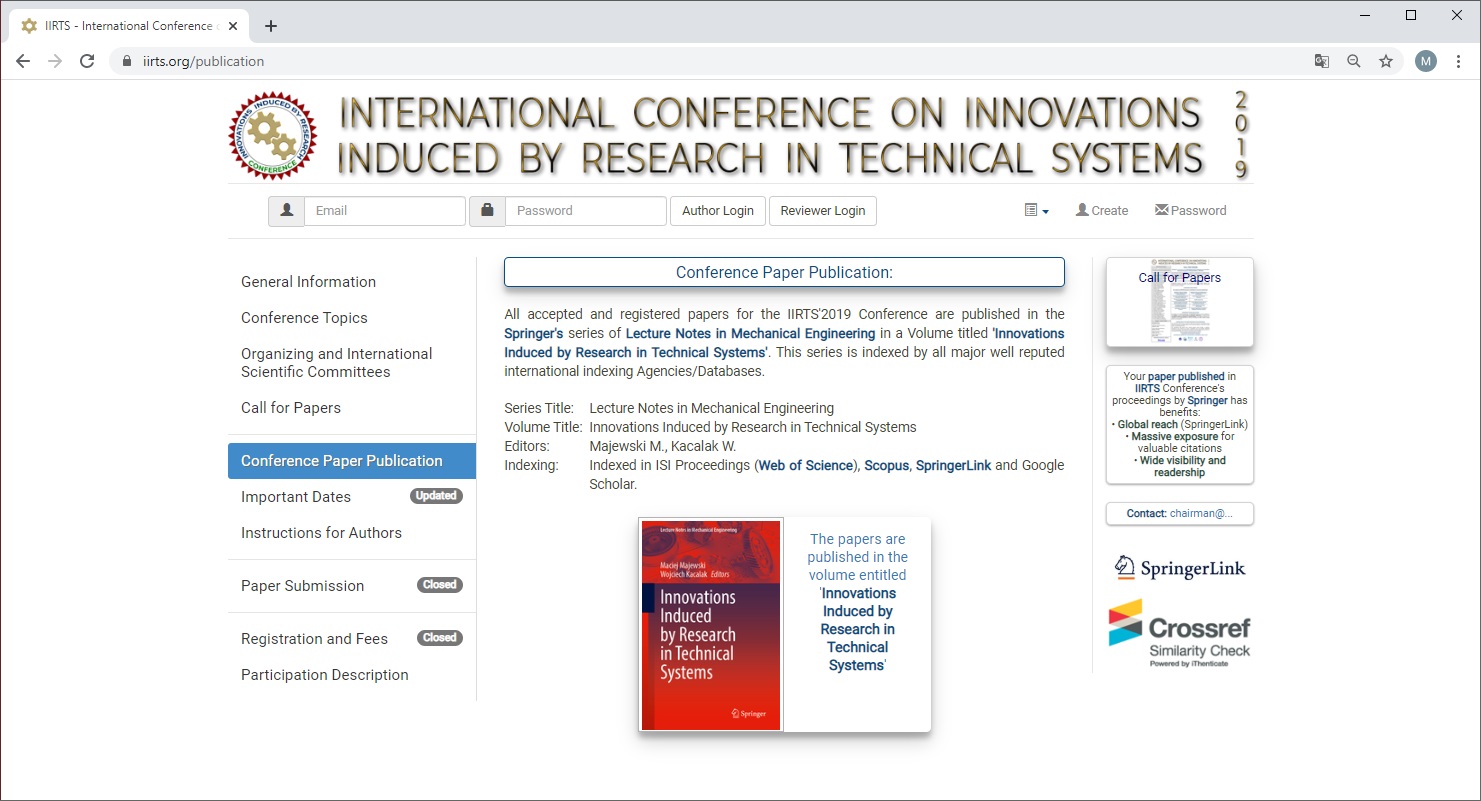 IIRTS - International Conference o
iirts.org/publication
M
INNOVATIONS INDUCED BY RESEARCH
CONFERENCE
INTERNATIONAL CONFERENCE ON INNOVATIONS
INDUCED BY RESEARCH IN TECHNICAL SYSTEMS
2019
Email
Password
Author Login
Reviewer Login
Create
Password
General Information
Conference Topics
Organizing and International
Scientific Committees
Call for Papers
Conference Paper Publication
Important Dates Updated
Instructions for Authors
Paper Submission Closed
Registration and Fees Closed
Participation Description
Conference Paper Publication:
All accepted and registered papers for the IIRTS'2019 Conference are published in the
Springer's series of Lecture Notes in Mechanical Engineering in a Volume titled 'Innovations
Induced by Research in Technical Systems'. This series is indexed by all major well reputed
international indexing Agencies/Databases.
Series Title: Lecture Notes in Mechanical Engineering
Volume Title: Innovations Induced by Research in Technical Systems
Editors: Majewski M., Kacalak W.
Indexing: Indexed in ISI Proceedings (Web of Science), Scopus, SpringerLink and Google
Scholar.
Lecture Notes in Mechanical Engineering
Maciej Majewski
Wojciech Kacalak Editors
Innovations
Induced
by Research
in Technical
Systems
Springer
The papers are
published in the
volume entitled
'Innovations
Induced by
Research in
Technical
Systems'
Call for Papers
Your paper published in
IIRTS Conference's
proceedings by Springer has
benefits:
• Global reach (SpringerLink)
• Massive exposure for
valuable citations
• Wide visibility and
readership
Contact: chairman@...
SpringerLink
Crossref
Similarity Check
Powered by iThenticate